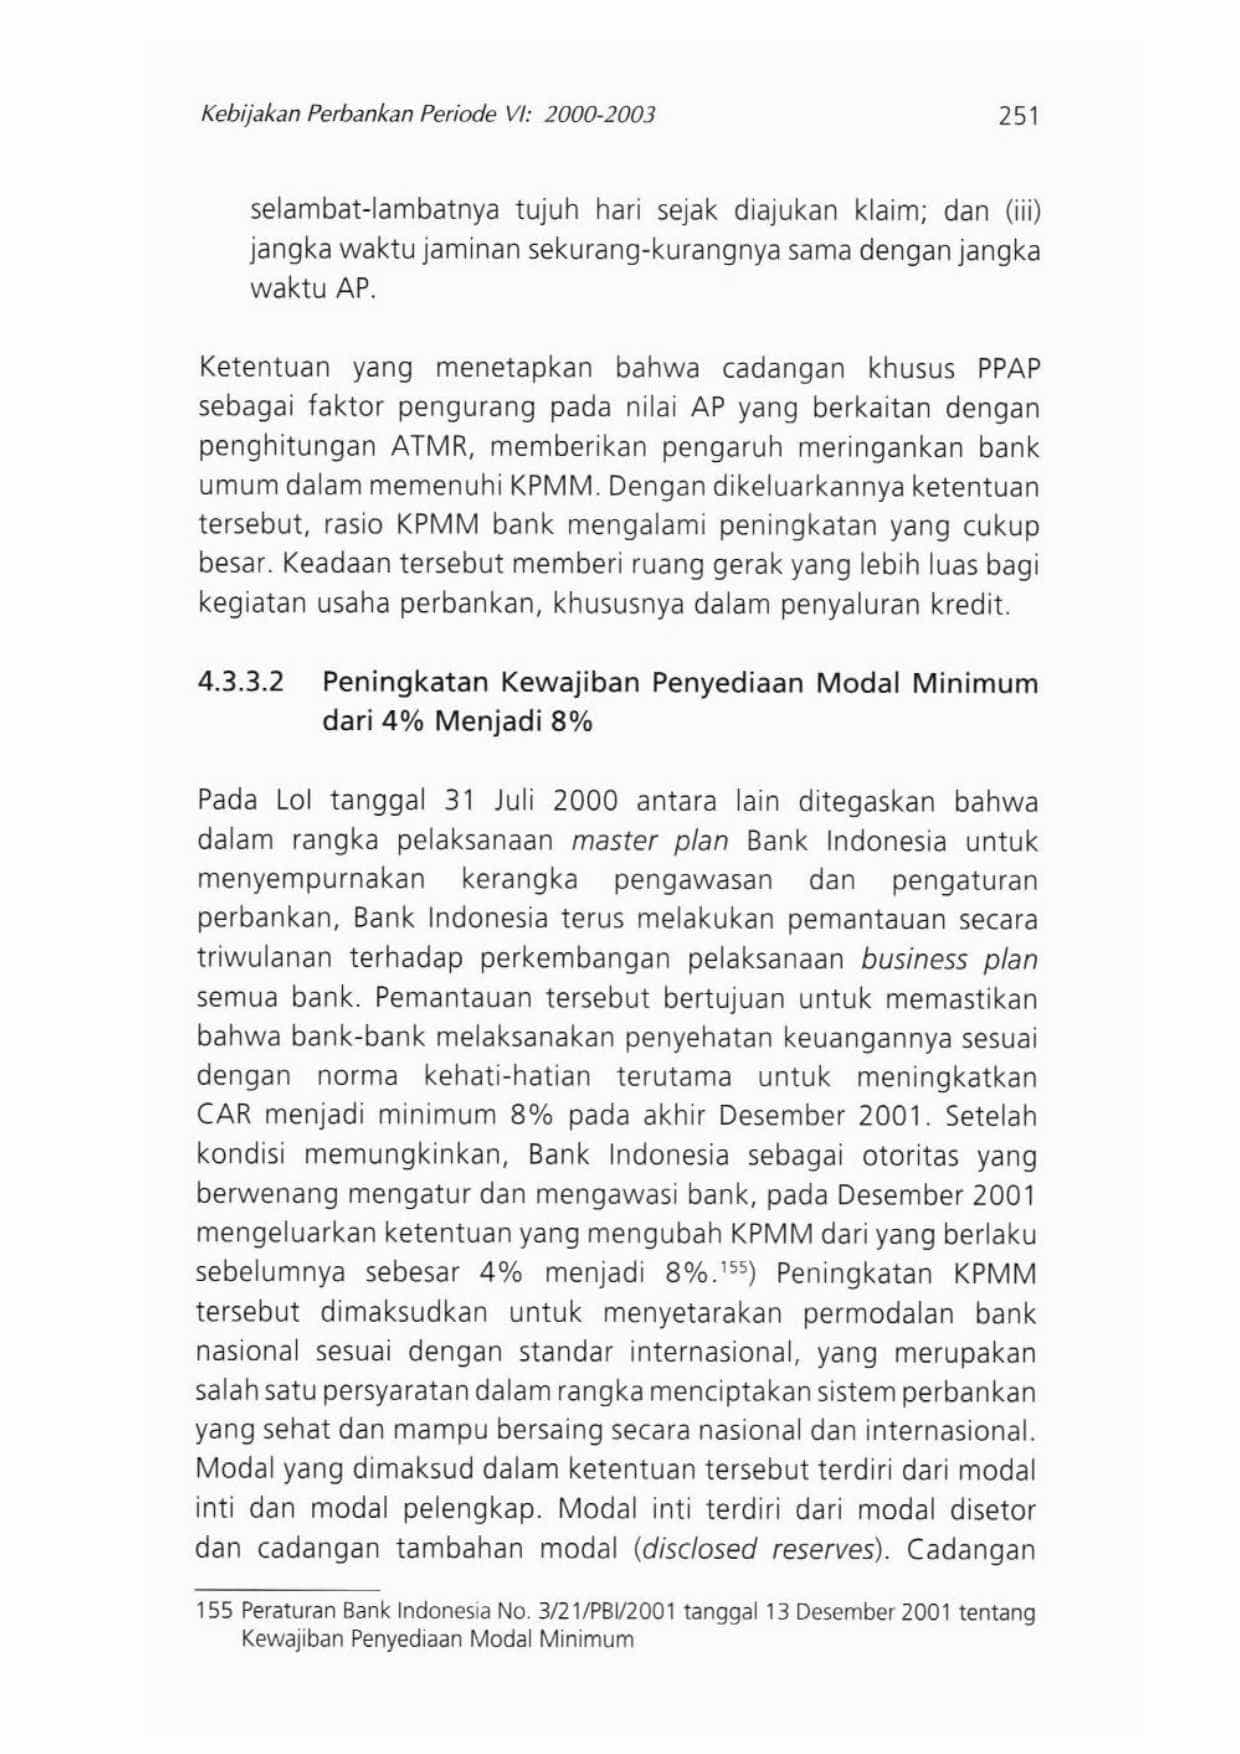 Kebijakan Perbankan Periode VI: 2000-2003 251
selambat-lambatnya tujuh hari sejak diajukan klaim; dan (iii)
jangka waktu jaminan sekurang-kurangnya sama dengan jangka
waktu AP.
Ketentuan yang menetapkan bahwa cadangan khusus PPAP
sebagai faktor pengurang pada nilai AP yang berkaitan dengan
penghitungan ATMR, memberikan pengaruh meringankan bank
umum dalam memenuhi KPMM. Dengan dikeluarkannya ketentuan
tersebut, rasio KPMM bank mengalami peningkatan yang cukup
besar. Keadaan tersebut memberi ruang gerak yang lebih luas bagi
kegiatan usaha perbankan, khususnya dalam penyaluran kredit.
4.3.3.2 Peningkatan Kewajiban Penyediaan Modal Minimum
dari 4% Menjadi 8%
Pada LoI tanggal 31 Juli 2000 antara lain ditegaskan bahwa
dalam rangka pelaksanaan master plan Bank Indonesia untuk
menyempurnakan kerangka pengawasan dan pengaturan
perbankan, Bank Indonesia terus melakukan pemantauan secara
triwulanan terhadap perkembangan pelaksanaan business plan
semua bank. Pemantauan tersebut bertujuan untuk memastikan
bahwa bank-bank melaksanakan penyehatan keuangannya sesuai
dengan norma kehati-hatian terutama untuk meningkatkan
CAR menjadi minimum 8% pada akhir Desember 2001. Setelah
kondisi memungkinkan, Bank Indonesia sebagai otoritas yang
berwenang mengatur dan mengawasi bank, pada Desember 2001
mengeluarkan ketentuan yang mengubah KPMM dari yang berlaku
sebelumnya sebesar 4% menjadi 8%.155) Peningkatan KPMM
tersebut dimaksudkan untuk menyetarakan permodalan bank
nasional sesuai dengan standar internasional, yang merupakan
salah satu persyaratan dalam rangka menciptakan sistem perbankan
yang sehat dan mampu bersaing secara nasional dan internasional.
Modal yang dimaksud dalam ketentuan tersebut terdiri dari modal
inti dan modal pelengkap. Modal inti terdiri dari modal disetor
dan cadangan tambahan modal (disclosed reserves). Cadangan
155 Peraturan Bank Indonesia No. 3/21/PBI/2001 tanggal 13 Desember 2001 tentang
Kewajiban Penyediaan Modal Minimum